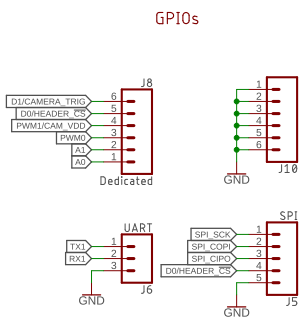 GPIOs
J8
D1/CAMERA_TRIG 6
D0/HEADER_CS 5
PWM1/CAM_VDD 4
PWM0 3
A1 2
A0 1
Dedicated
1
2
3
4
5
6
J10
GND
UART
TX1 1
RX1 2
3
J6
GND
SPI
SPI_SCK 1
SPI_COPI 2
SPI_CIPO 3
D0/HEADER_CS 4
5
J5
GND